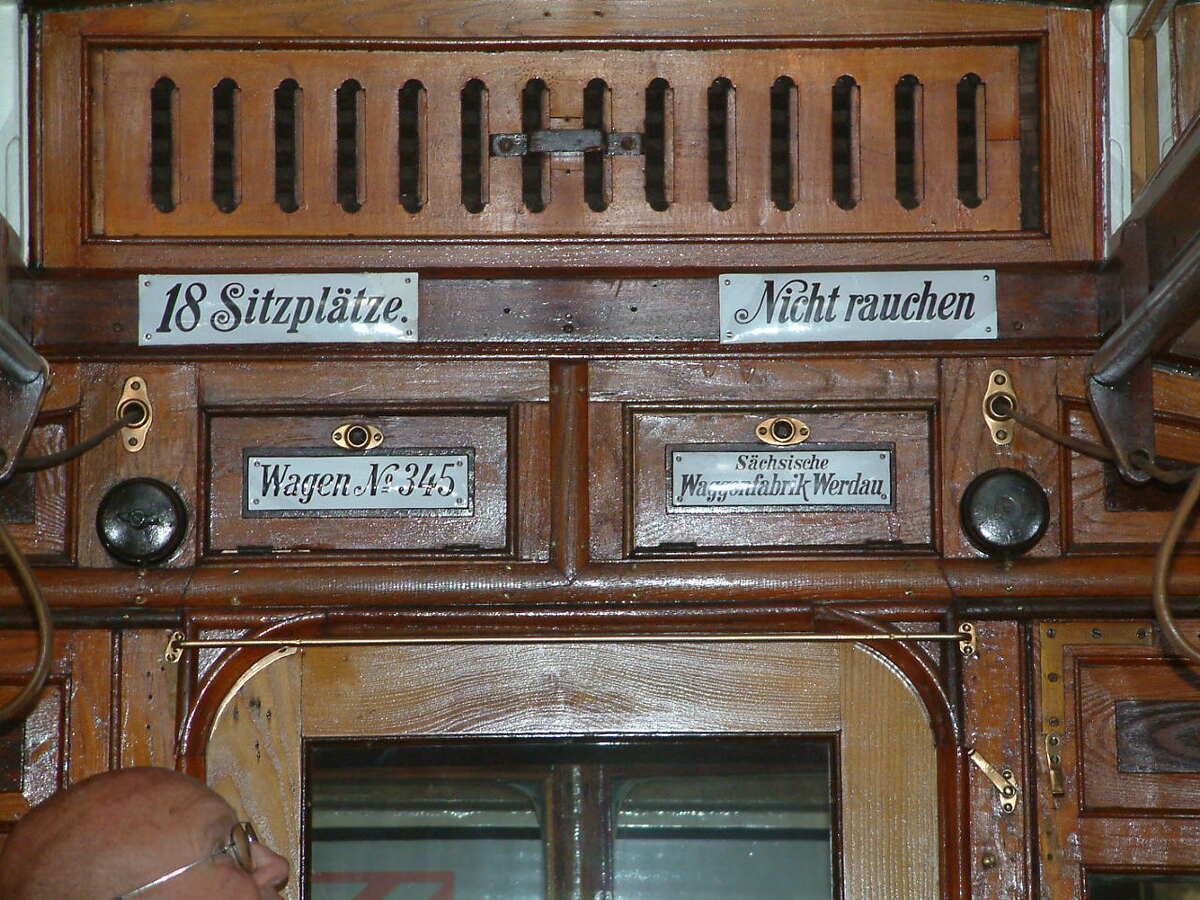 18 Sitzplätze.
Nicht rauchen
Wagen № 345
Sächsische
Waggonfabrik Werdau